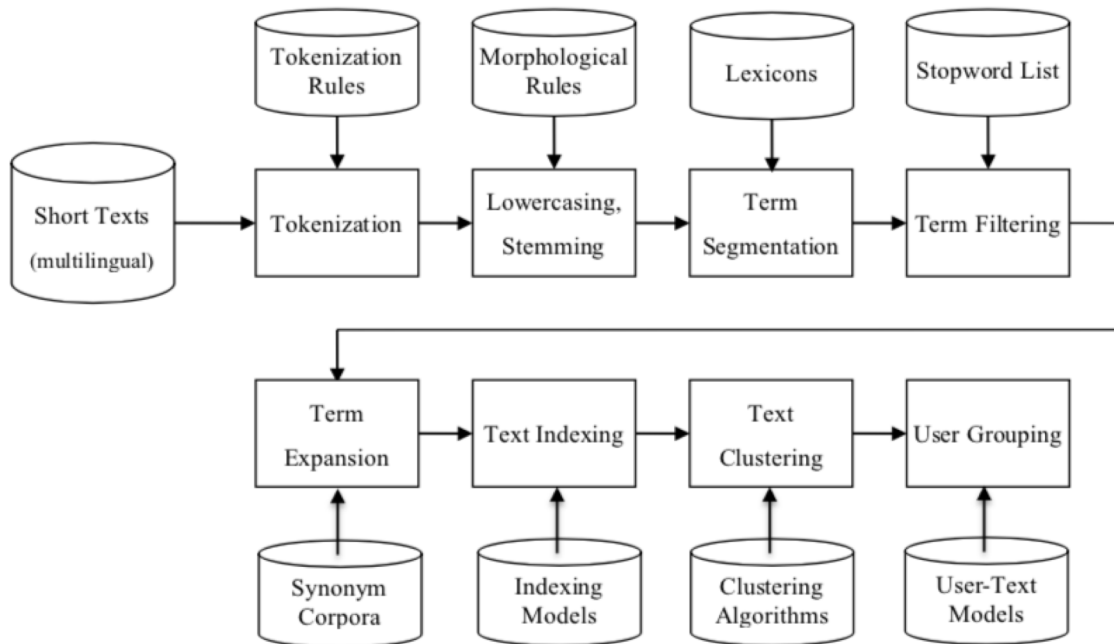 Tokenization
Rules
Morphological
Rules
Lexicons
Stopword List
Short Texts
(multilingual)
Tokenization
Lowercasing,
Stemming
Term
Segmentation
Term Filtering
Term
Expansion
Text Indexing
Text
Clustering
User Grouping
Synonym
Corpora
Indexing
Models
Clustering
Algorithms
User-Text
Models